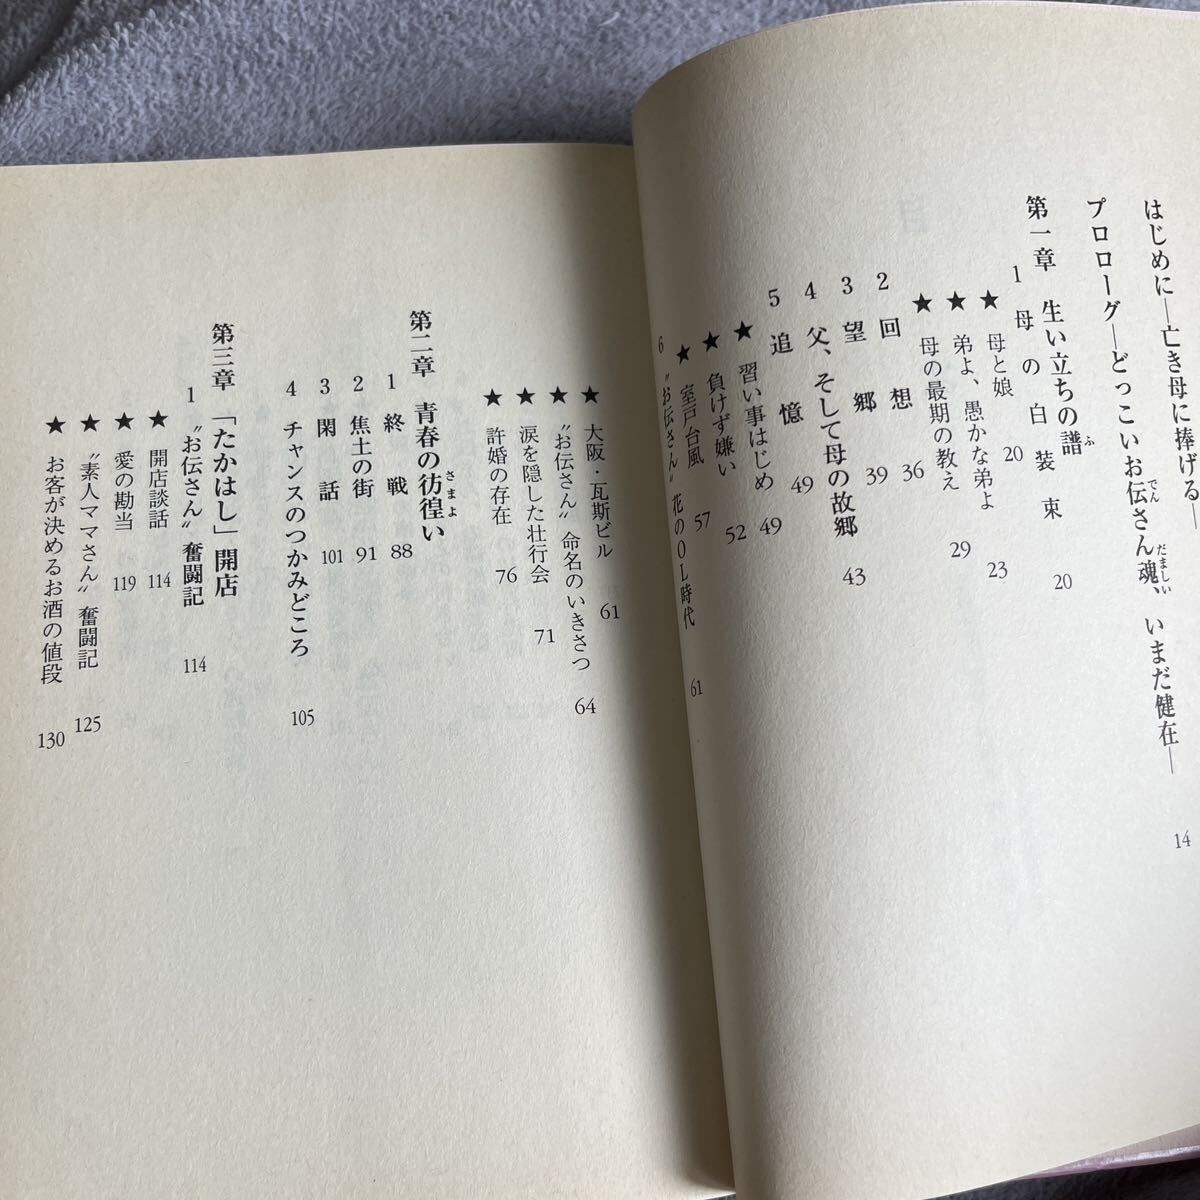 はじめに―亡き母に捧げる―
プロローグ―どっこいお伝さん魂、いまだ健在― 14
でん
だましい
第一章 生い立ちの譜
ふ
1 母の白装束 20
★ 母と娘 20
★ 弟よ、愚かな弟よ 23
★ 母の最期の教え 29
2 回想 36
3 望郷 39
4 父、そして母の故郷 43
5 追憶 49
★ 習い事はじめ 49
★ 負けず嫌い 52
★ 室戸台風 57
6 〝お伝さん〟花のOL時代 61
★ 大阪・瓦斯ビル 61
★ 〝お伝さん〟命名のいきさつ 64
★ 涙を隠した壮行会 71
★ 許婚の存在 76
第二章 青春の彷徨い
さまよ
1 終戦 88
2 焦土の街 91
3 閑話 101
4 チャンスのつかみどころ 105
第三章 「たかはし」開店
1 〝お伝さん〟奮闘記 114
★ 開店談話 114
★ 愛の勘当 119
★ 〝素人ママさん〟奮闘記 125
★ お客が決めるお酒の値段 130